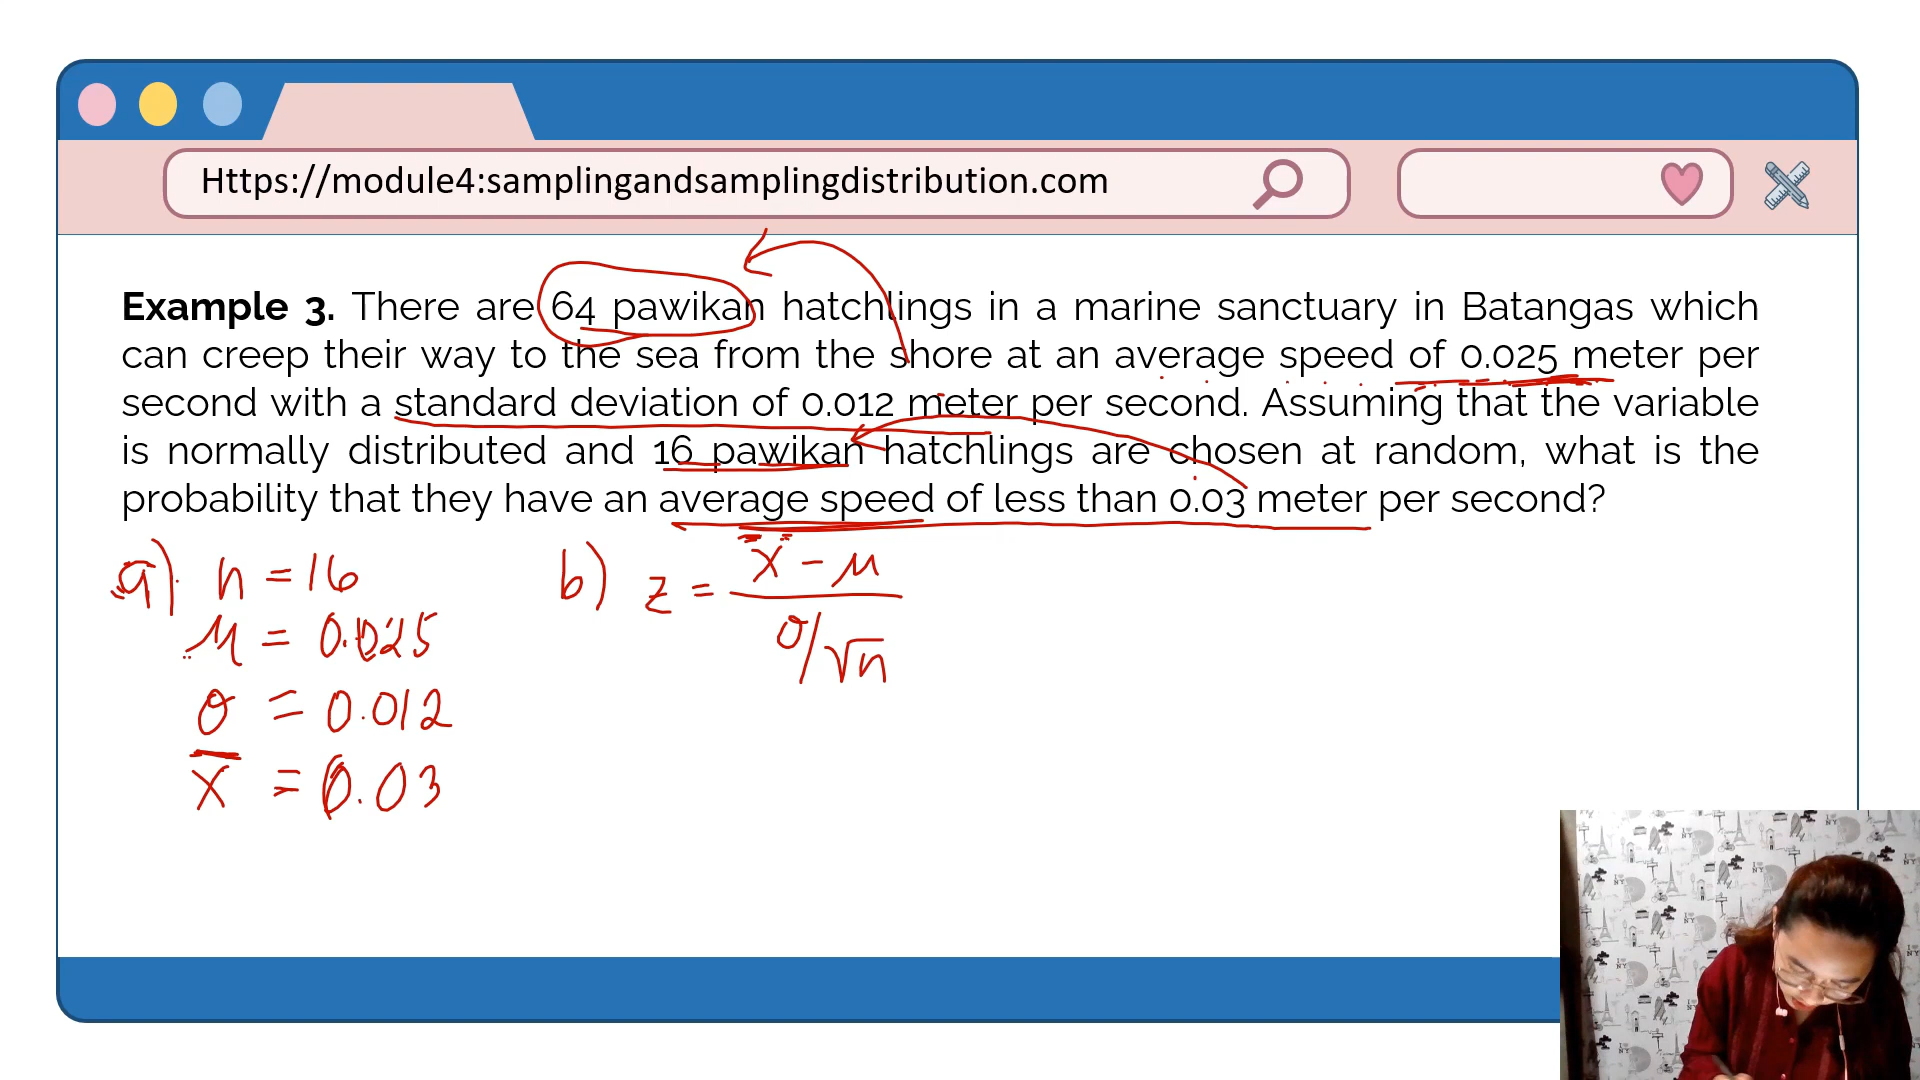 Https://module4:samplingandsamplingdistribution.com
Example 3. There are 64 pawikan hatchlings in a marine sanctuary in Batangas which
can creep their way to the sea from the shore at an average speed of 0.025 meter per
second with a standard deviation of 0.012 meter per second. Assuming that the variable
is normally distributed and 16 pawikan hatchlings are chosen at random, what is the
probability that they have an average speed of less than 0.03 meter per second?
a) n = 16
μ = 0.025
σ = 0.012
x̅ = 0.03
b) z = x̅ - μ
σ/√n